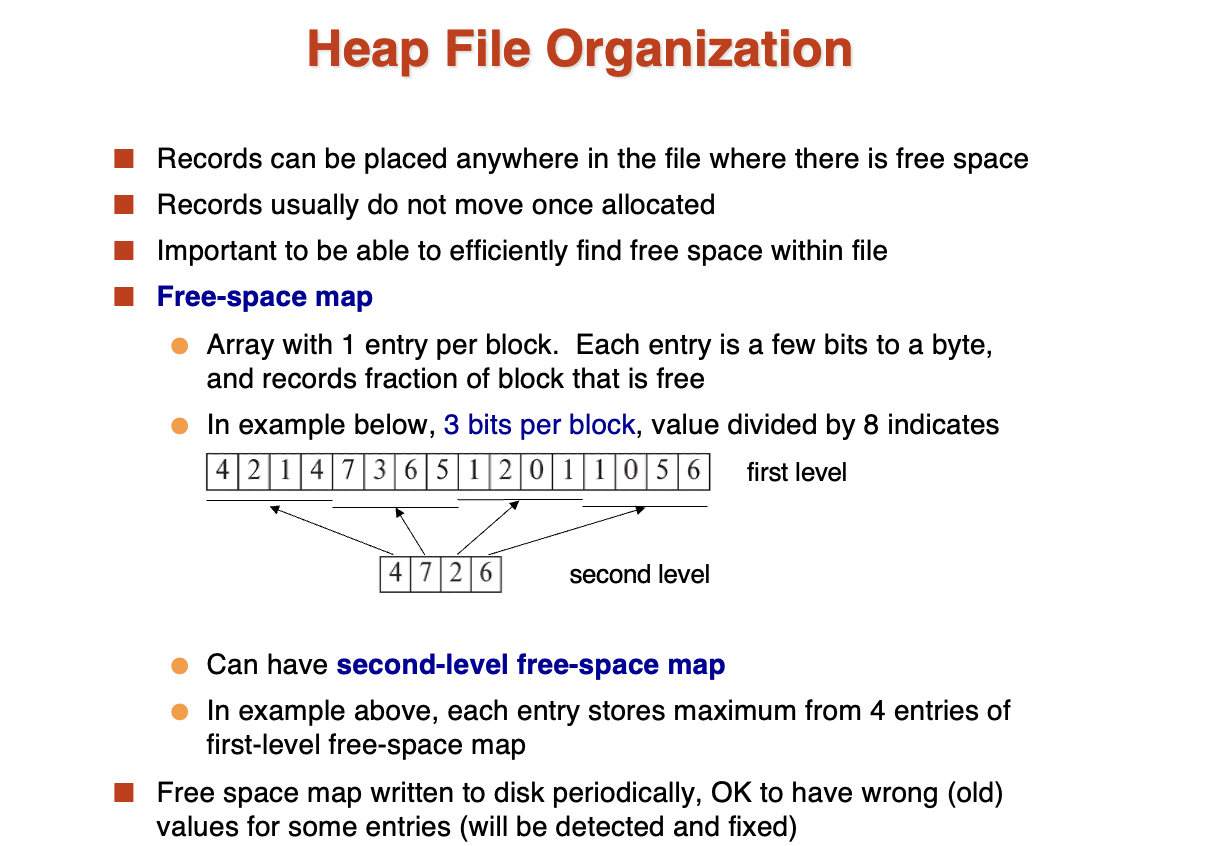 Heap File Organization
Records can be placed anywhere in the file where there is free space
Records usually do not move once allocated
Important to be able to efficiently find free space within file
Free-space map
Array with 1 entry per block. Each entry is a few bits to a byte,
and records fraction of block that is free
In example below, 3 bits per block, value divided by 8 indicates
4 2 1 4 7 3 6 5 1 2 0 1 1 0 5 6 first level
4 7 2 6 second level
Can have second-level free-space map
In example above, each entry stores maximum from 4 entries of
first-level free-space map
Free space map written to disk periodically, OK to have wrong (old)
values for some entries (will be detected and fixed)